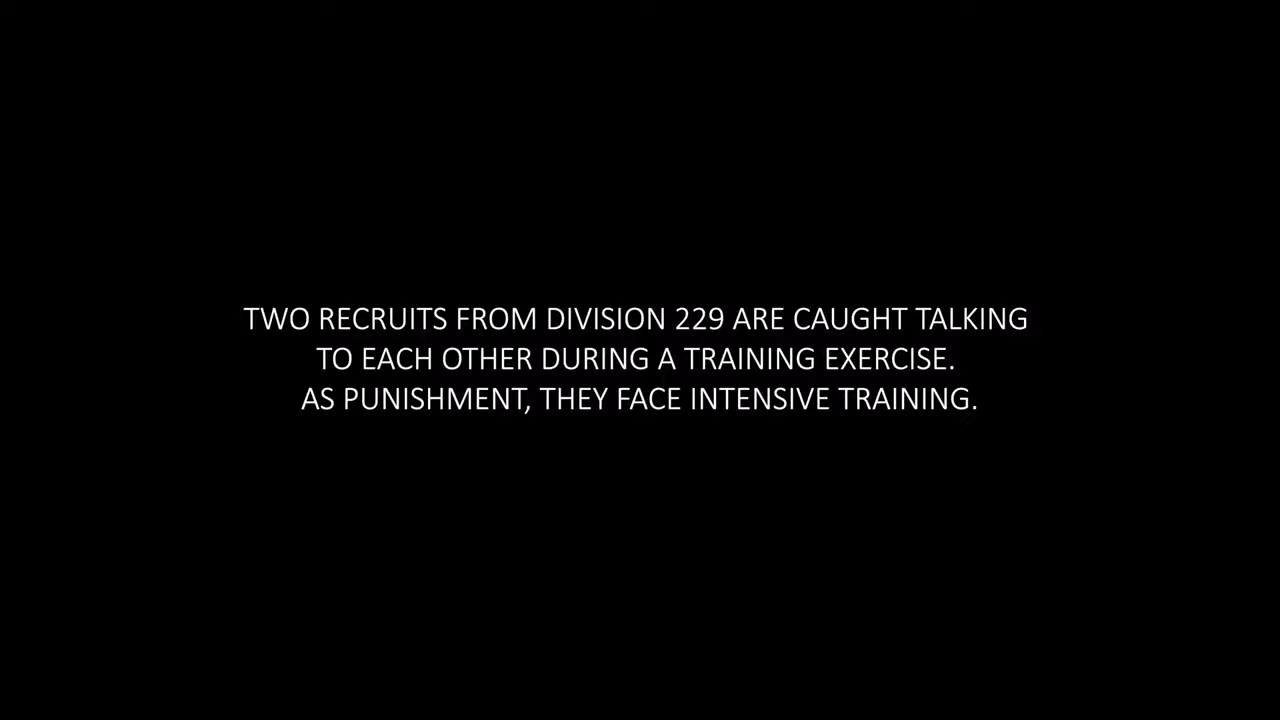 TWO RECRUITS FROM DIVISION 229 ARE CAUGHT TALKING
TO EACH OTHER DURING A TRAINING EXERCISE.
AS PUNISHMENT, THEY FACE INTENSIVE TRAINING.